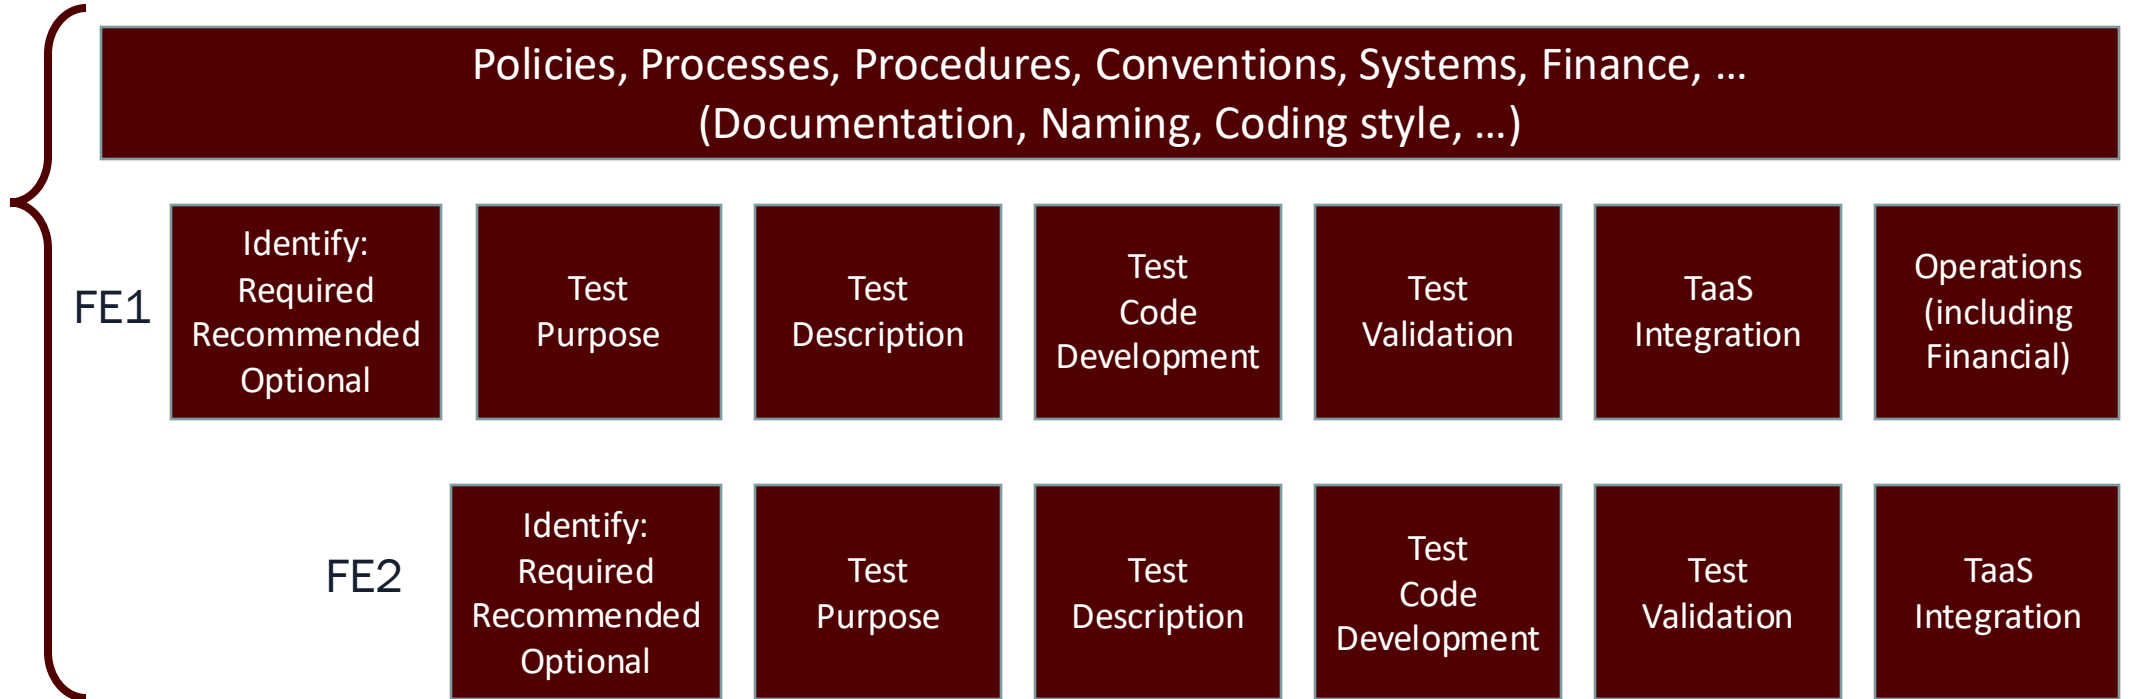 Policies, Processes, Procedures, Conventions, Systems, Finance, …
(Documentation, Naming, Coding style, …)
FE1
Identify:
Required
Recommended
Optional
Test
Purpose
Test
Description
Test
Code
Development
Test
Validation
TaaS
Integration
Operations
(including
Financial)
FE2
Identify:
Required
Recommended
Optional
Test
Purpose
Test
Description
Test
Code
Development
Test
Validation
TaaS
Integration